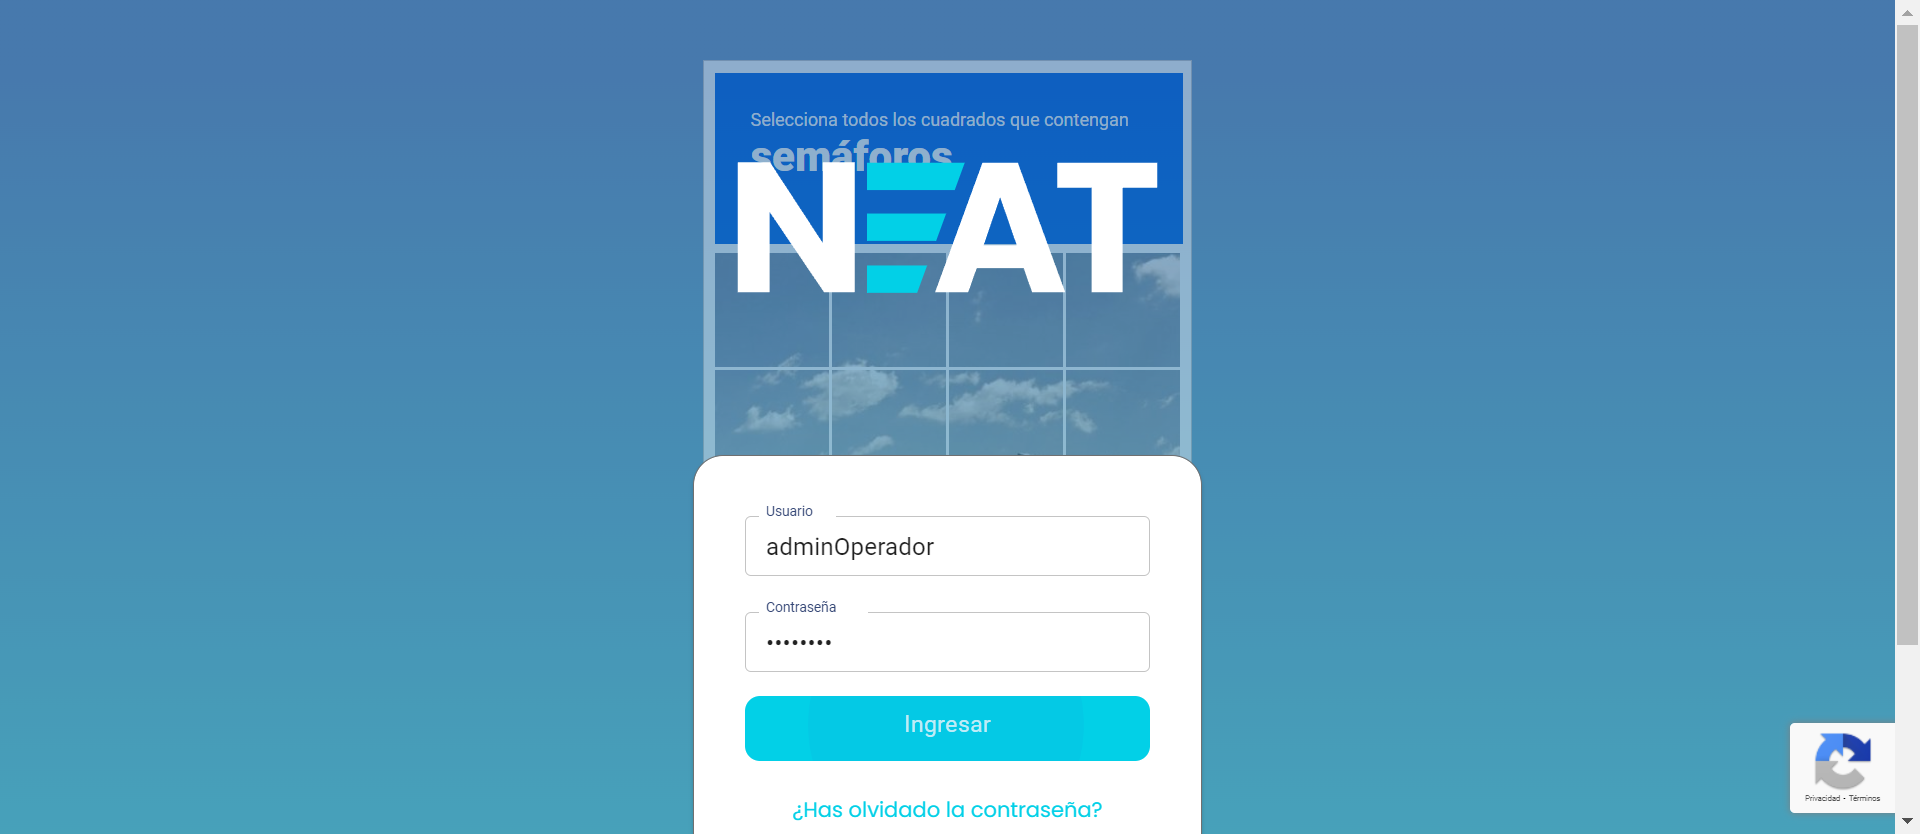 Selecciona todos los cuadrados que contengan
semáforos
NEAT
Usuario
adminOperador
Contraseña
••••••••
Ingresar
¿Has olvidado la contraseña?
Privacidad - Términos